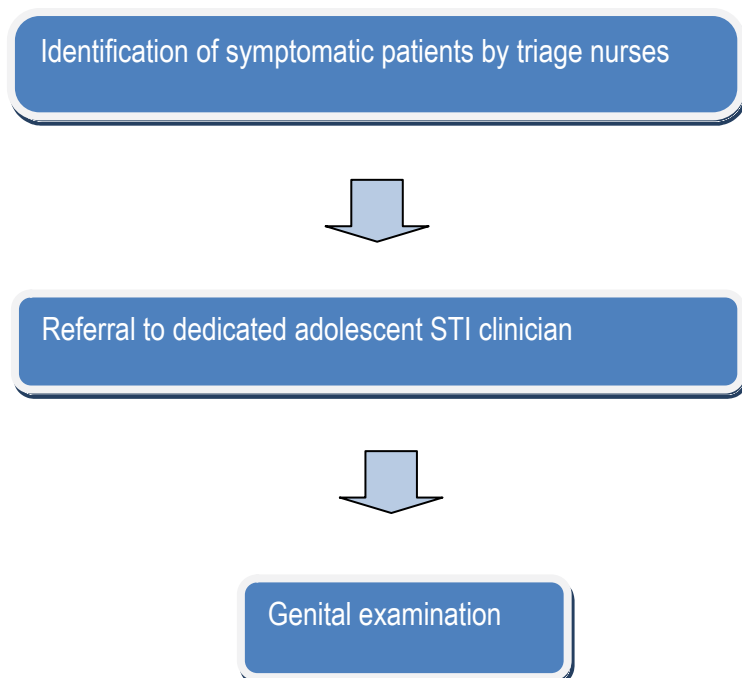 Identification of symptomatic patients by triage nurses
Referral to dedicated adolescent STI clinician
Genital examination